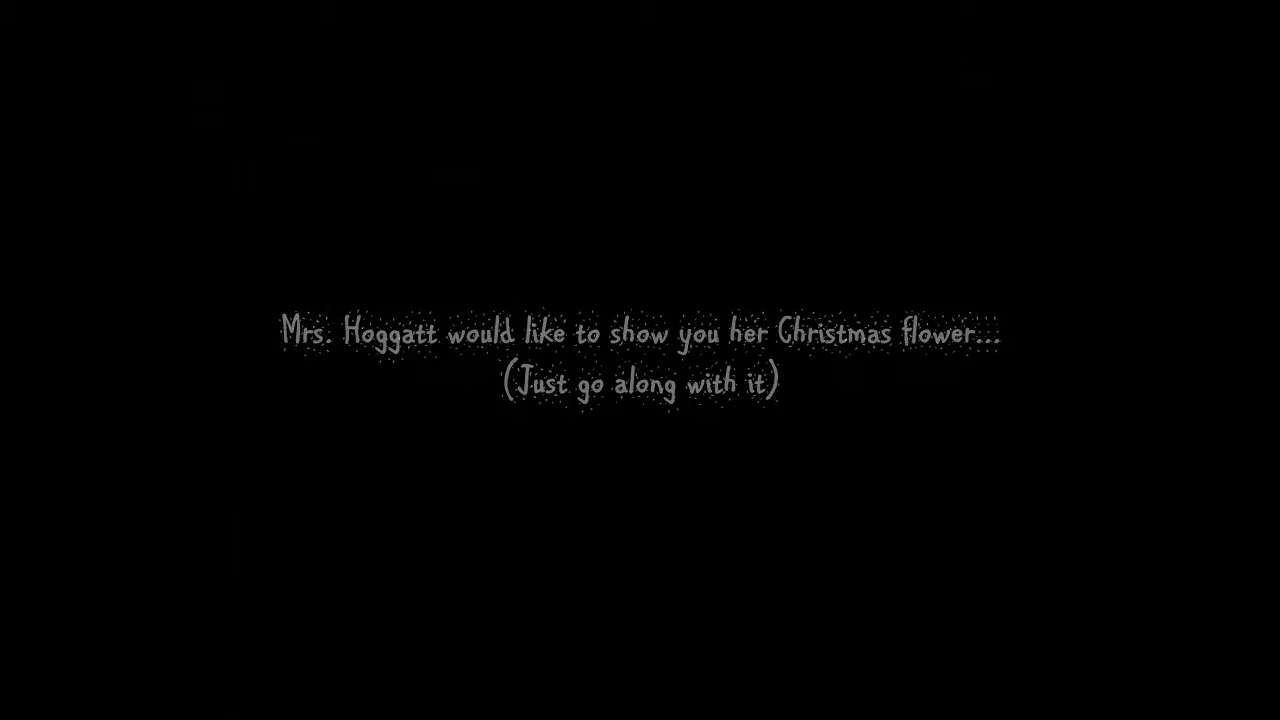 Mrs. Hoggatt would like to show you her Christmas flower...
(Just go along with it)